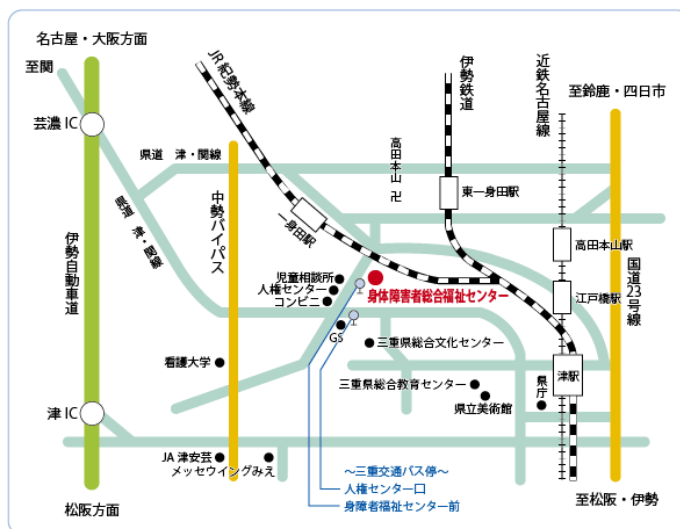 名古屋・大阪方面
至関
芸濃IC
県道　津・関線
県道　津・関線
伊勢自動車道
津IC
松阪方面
中勢バイパス
JR紀勢本線
一身田駅
高田本山 卍
伊勢鉄道
東一身田駅
近鉄名古屋線
至鈴鹿・四日市
高田本山駅
江戸橋駅
国道23号線
児童相談所
人権センター
コンビニ
身体障害者総合福祉センター
GS
三重県総合文化センター
看護大学
三重県総合教育センター
県立美術館
県庁
津駅
JA津安芸
メッセウイングみえ
～三重交通バス停～
人権センター口
身障者福祉センター前
至松阪・伊勢